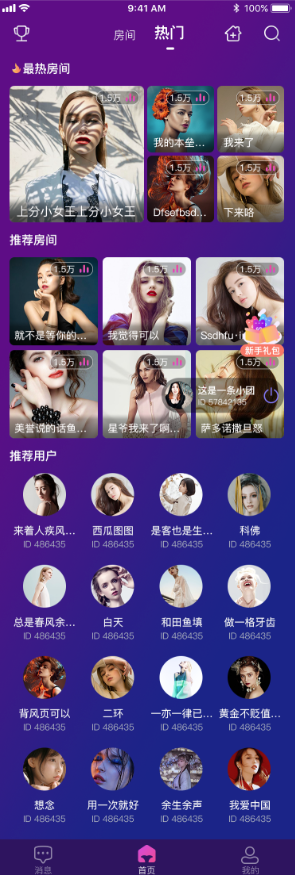 9:41 AM
100%
房间
热门
最热房间
1.5万
1.5万
1.5万
我的本垒...
我来了
1.5万
1.5万
上分小女王上分小女王
Dfsefbsd...
下来咯
推荐房间
1.5万
1.5万
1.5万
就不是等你的...
我觉得可以
Ssdhfu·l
新手礼包
1.5万
1.5万
1.5万
这是一条小团
ID 57842135
美誉说的话鱼...
星爷我来了啊...
萨多诺撒旦怒
推荐用户
来着人疾风...
西瓜图图
是客也是生...
科佛
ID 486435
ID 486435
ID 486435
ID 486435
总是春风余...
白天
和田鱼填
做一格牙齿
ID 486435
ID 486435
ID 486435
ID 486435
背风页可以
二环
一亦一律已...
黄金不贬值...
ID 486435
ID 486435
ID 486435
ID 486435
想念
用一次就好
余生余声
我爱中国
ID 486435
ID 486435
ID 486435
ID 486435
消息
首页
我的